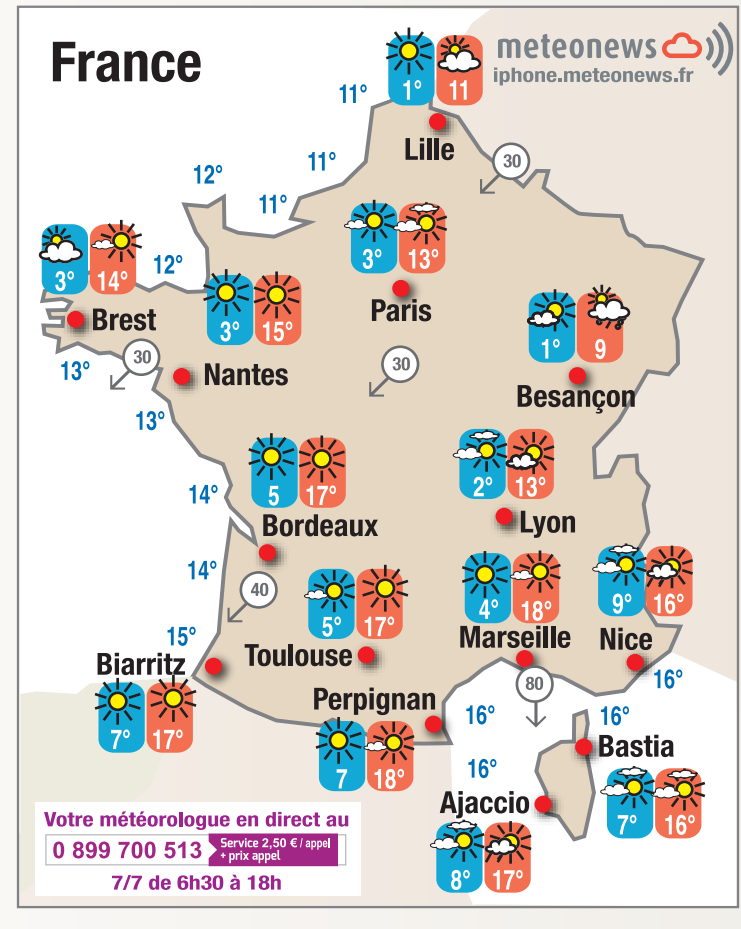 France
meteonews
iphone.meteonews.fr
1° 11
11°
Lille
30
11°
12°
11°
3° 13°
Paris
3° 14°
12°
Brest
3° 15°
1° 9
30
30
13°
Nantes
Besançon
13°
5 17°
2° 13°
14°
Bordeaux
Lyon
14°
40
5° 17°
4° 18°
9° 16°
15°
Biarritz
Toulouse
Marseille
Nice
16°
80
7° 17°
Perpignan
16°
16°
7 18°
Bastia
16°
Ajaccio
7° 16°
8° 17°
Votre météorologue en direct au
0 899 700 513
Service 2,50 € / appel
+ prix appel
7/7 de 6h30 à 18h